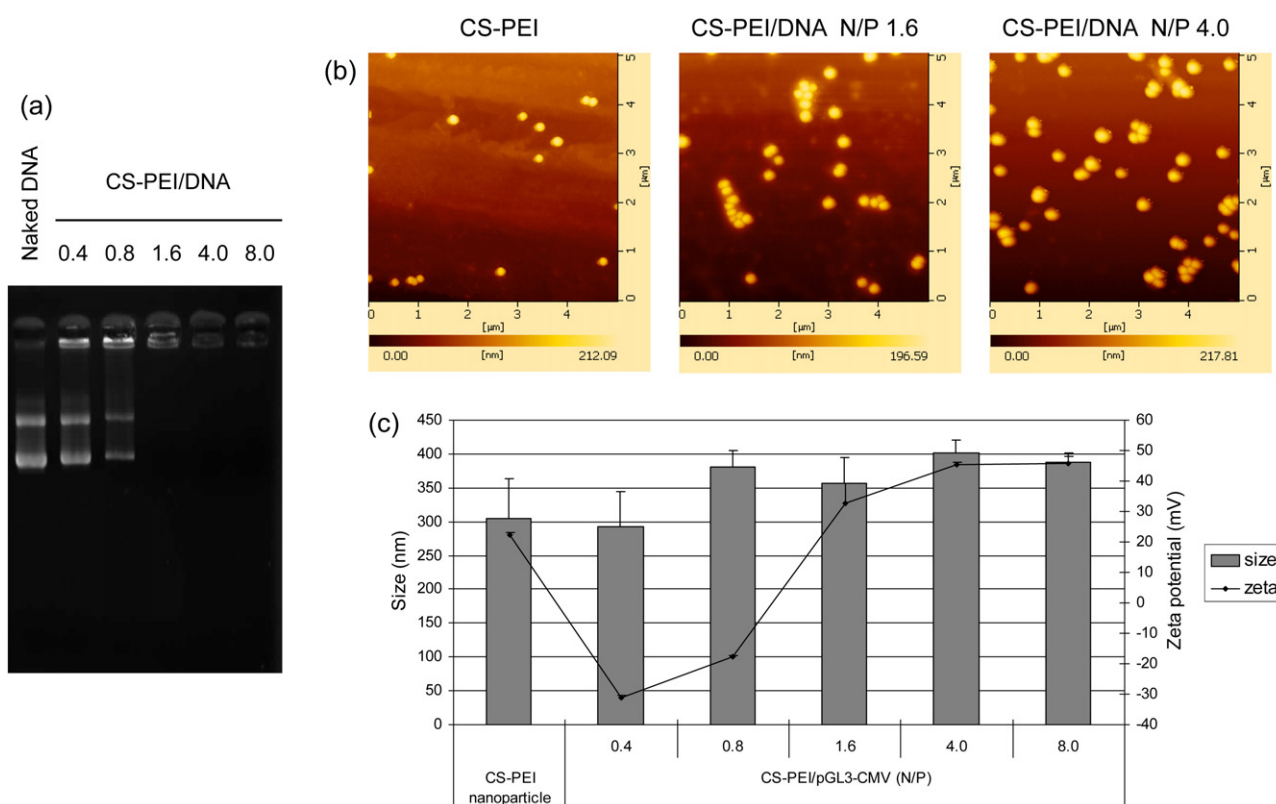 (a)
Naked DNA
CS-PEI/DNA
0.4 0.8 1.6 4.0 8.0
(b)
CS-PEI
CS-PEI/DNA N/P 1.6
CS-PEI/DNA N/P 4.0
5
4
3
[µm]
2
1
0
0 1 2 3 4
[µm]
0.00 [nm] 212.09
5
4
3
[µm]
2
1
0
0 1 2 3 4
[µm]
0.00 [nm] 196.59
5
4
3
[µm]
2
1
0
0 1 2 3 4
[µm]
0.00 [nm] 217.81
(c)
Size (nm)
450
400
350
300
250
200
150
100
50
0
Zeta potential (mV)
60
50
40
30
20
10
0
-10
-20
-30
-40
size
zeta
0.4 0.8 1.6 4.0 8.0
CS-PEI
nanoparticle
CS-PEI/pGL3-CMV (N/P)